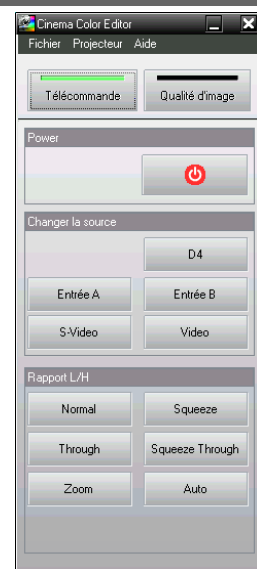 Cinema Color Editor
Fichier Projecteur Aide
Télécommande Qualité d'image
Power
Changer la source
D4
Entrée A Entrée B
S-Video Video
Rapport L/H
Normal Squeeze
Through Squeeze Through
Zoom Auto